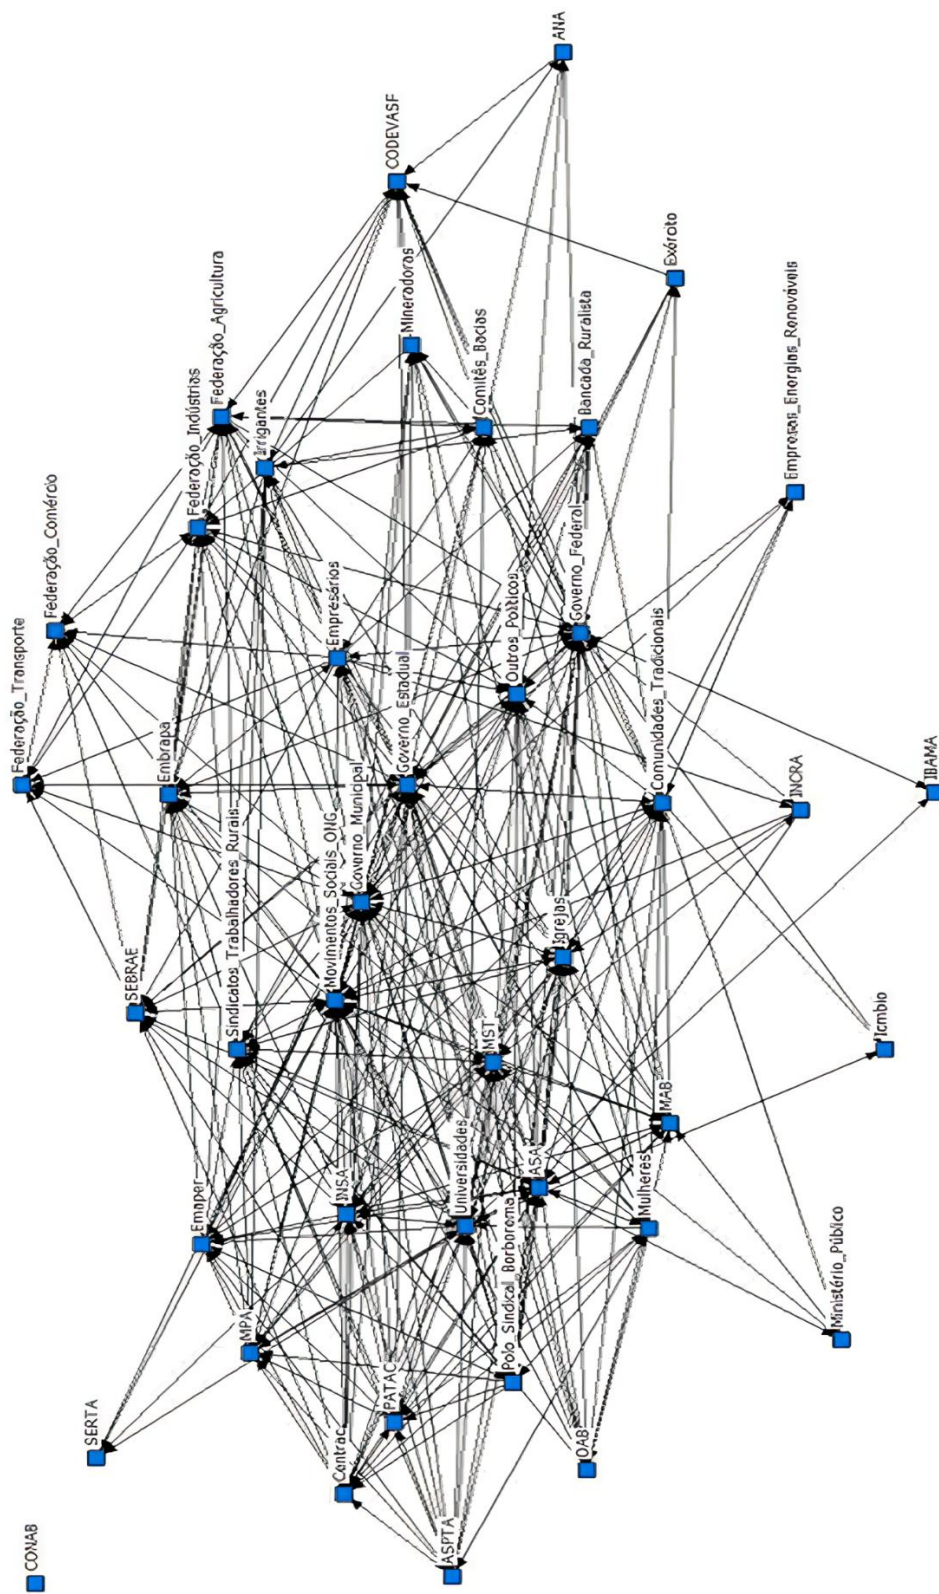 CONAB
SERTA
ASPTA
Contrac
PATAC
MPA
OAB
Polo_Sindical_Borborema
Emaper
INSA
Universidades
ASA
Mulheres
Ministério_Público
MAB
MST
Icmbio
SEBRAE
Sindicatos_Trabalhadores_Rurais
Movimentos_Sociais_ONG
Igrejas
Governo_Municipal
Governo_Estadual
Embrapa
Federação_Transporte
Comunidades_Tradicionais
INCRA
IBAMA
Outros_Políticos
Empresários
Governo_Federal
Federação_Comércio
Federação_Indústrias
Irrigantes
Federação_Agricultura
Comitês_Bacias
Bancada_Ruralista
Empresas_Energias_Renováveis
Mineradoras
Exército
CODEVASF
ANA